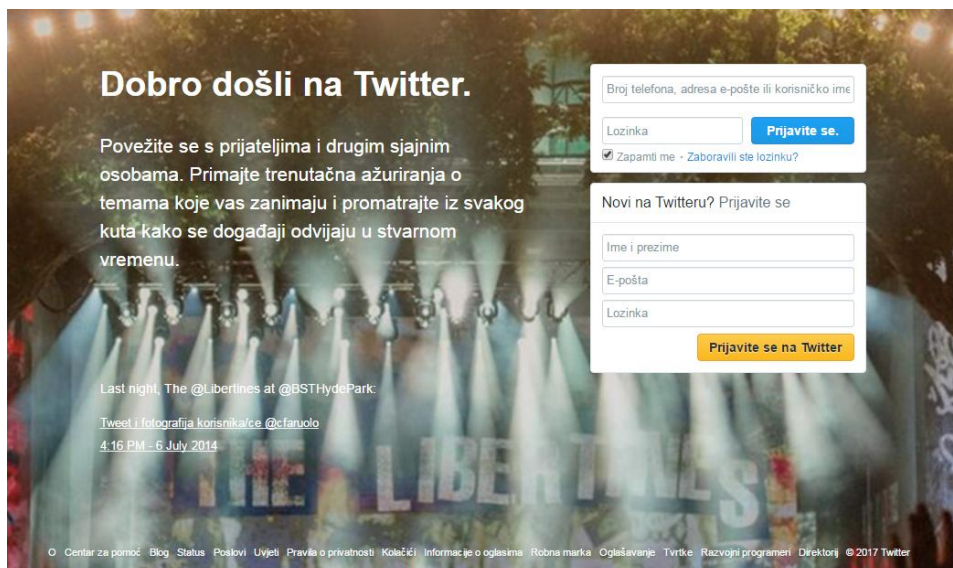 Dobro došli na Twitter.
Povežite se s prijateljima i drugim sjajnim
osobama. Primajte trenutačna ažuriranja o
temama koje vas zanimaju i promatrajte iz svakog
kuta kako se događaji odvijaju u stvarnom
vremenu.
Last night, The @Libertines at @BSTHydePark:
Tweet i fotografija korisnika/ce @cfaruolo
4:16 PM - 6 July 2014
THE LIBERTINES
Broj telefona, adresa e-pošte ili korisničko ime
Lozinka
Prijavite se.
Zapamti me - Zaboravili ste lozinku?
Novi na Twitteru? Prijavite se
Ime i prezime
E-pošta
Lozinka
Prijavite se na Twitter
O Centar za pomoć Blog Status Poslovi Uvjeti Pravila o privatnosti Kolačići Informacije o oglasima Robna marka Oglašavanje Tvrtke Razvojni programeri Direktorij © 2017 Twitter